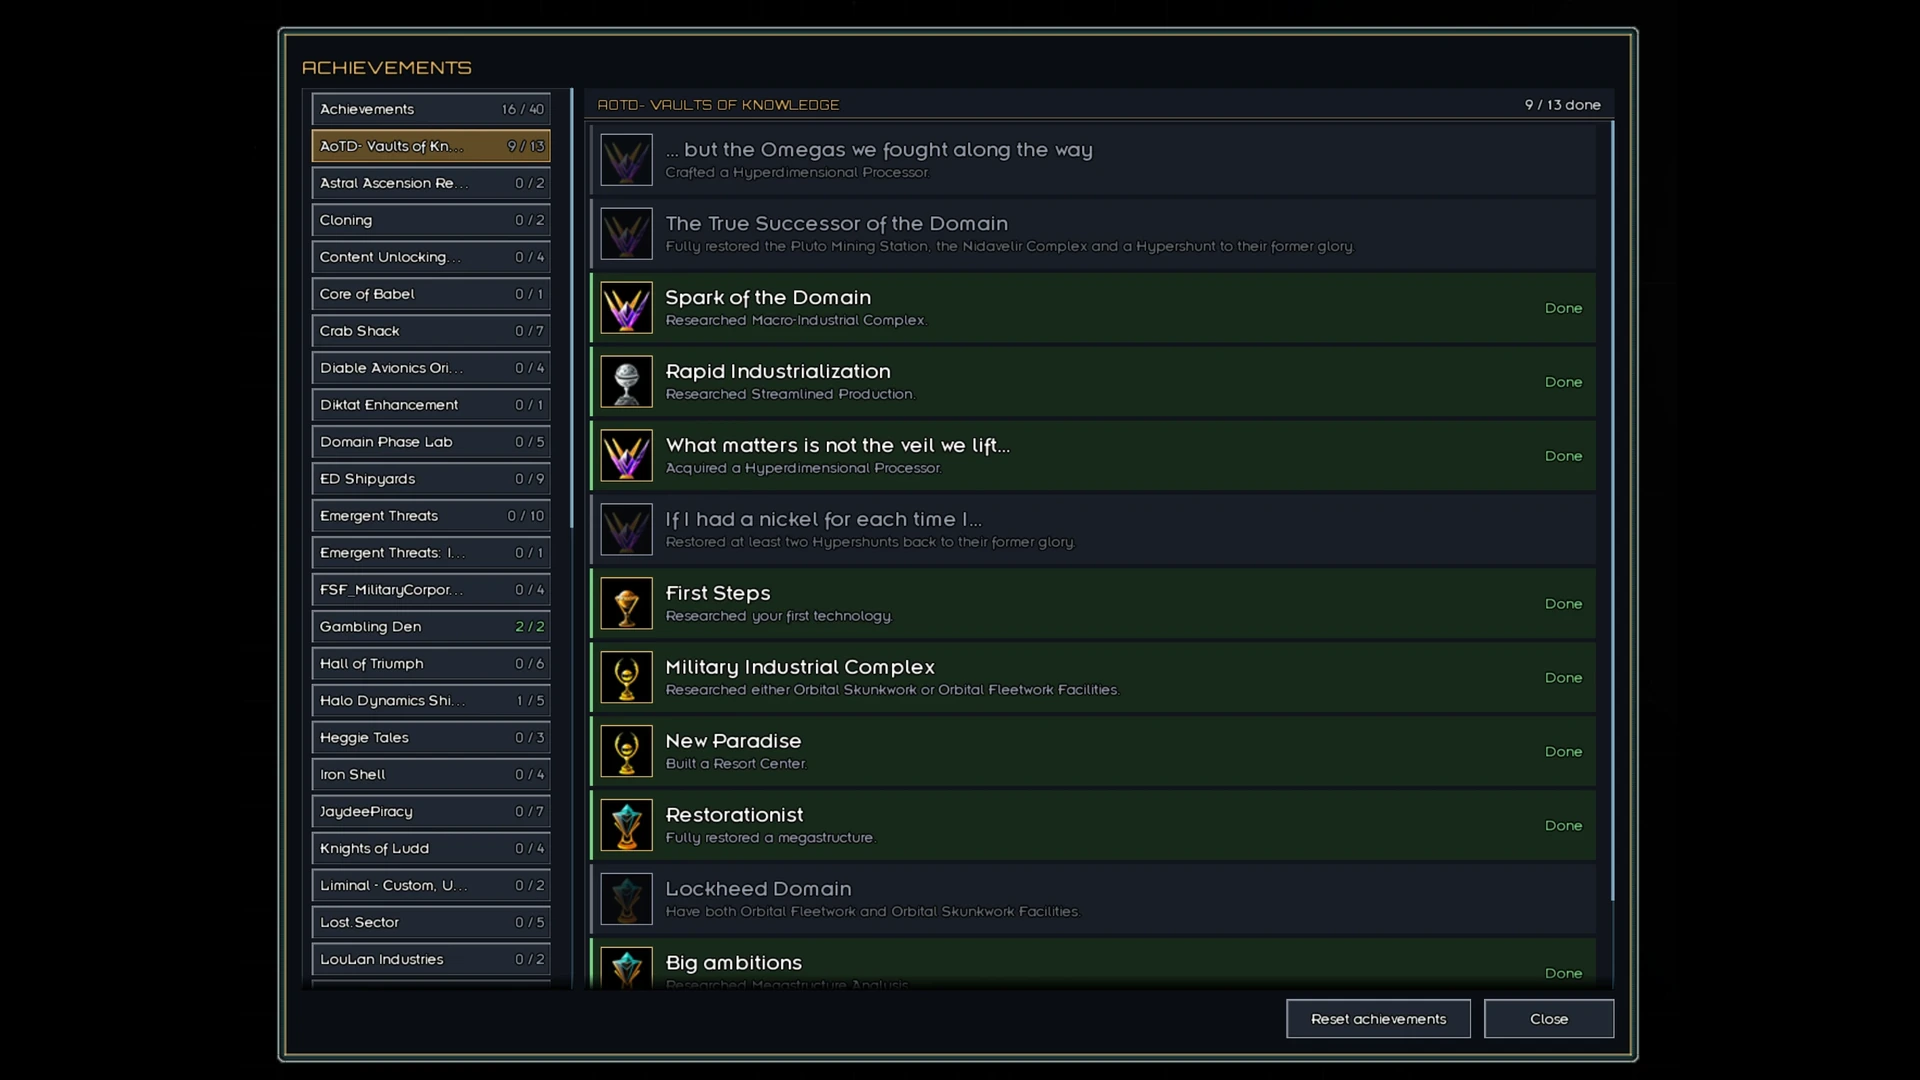 ACHIEVEMENTS
Achievements 16 / 40
AoTD- Vaults of Kn... 9 / 13
Astral Ascension Re... 0 / 2
Cloning 0 / 2
Content Unlocking... 0 / 4
Core of Babel 0 / 1
Crab Shack 0 / 7
Diable Avionics Ori... 0 / 4
Diktat Enhancement 0 / 1
Domain Phase Lab 0 / 5
ED Shipyards 0 / 9
Emergent Threats 0 / 10
Emergent Threats: I... 0 / 1
FSF_MilitaryCorpor... 0 / 4
Gambling Den 2 / 2
Hall of Triumph 0 / 6
Halo Dynamics Shi... 1 / 5
Heggie Tales 0 / 3
Iron Shell 0 / 4
JaydeePiracy 0 / 7
Knights of Ludd 0 / 4
Liminal - Custom, U... 0 / 2
Lost.Sector 0 / 5
LouLan Industries 0 / 2
AOTD- VAULTS OF KNOWLEDGE 9 / 13 done
... but the Omegas we fought along the way
Crafted a Hyperdimensional Processor.
The True Successor of the Domain
Fully restored the Pluto Mining Station, the Nidavelir Complex and a Hypershunt to their former glory.
Spark of the Domain
Researched Macro-Industrial Complex.
Done
Rapid Industrialization
Researched Streamlined Production.
Done
What matters is not the veil we lift...
Acquired a Hyperdimensional Processor.
Done
If I had a nickel for each time I...
Restored at least two Hypershunts back to their former glory.
First Steps
Researched your first technology.
Done
Military Industrial Complex
Researched either Orbital Skunkwork or Orbital Fleetwork Facilities.
Done
New Paradise
Built a Resort Center.
Done
Restorationist
Fully restored a megastructure.
Done
Lockheed Domain
Have both Orbital Fleetwork and Orbital Skunkwork Facilities.
Big ambitions
Researched Megastructure Analysis.
Done
Reset achievements
Close